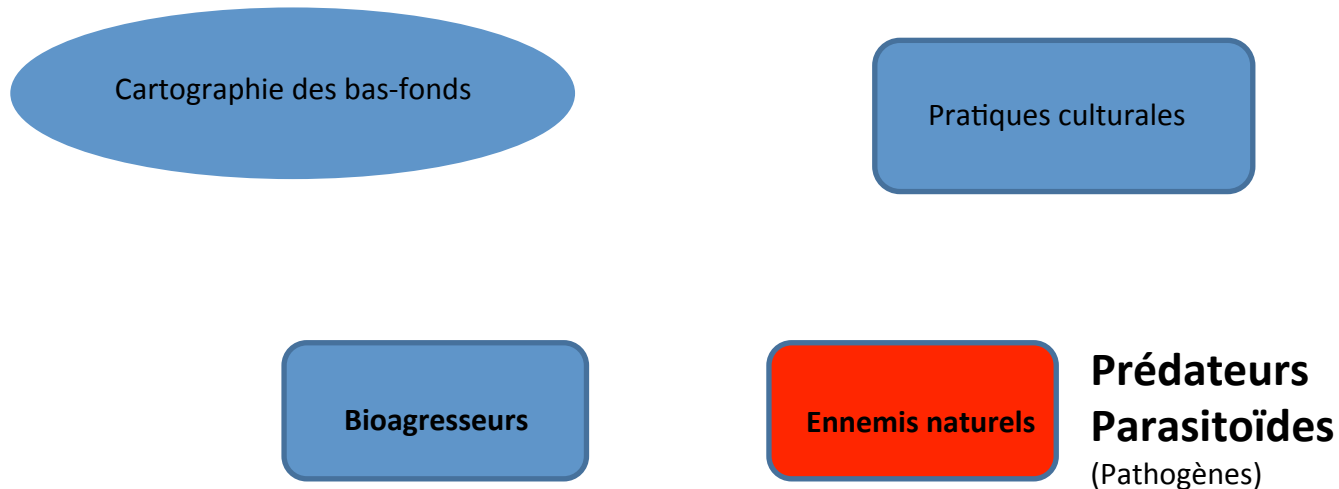 Cartographie des bas-fonds
Pratiques culturales
Bioagresseurs
Ennemis naturels
Prédateurs
Parasitoïdes
(Pathogènes)